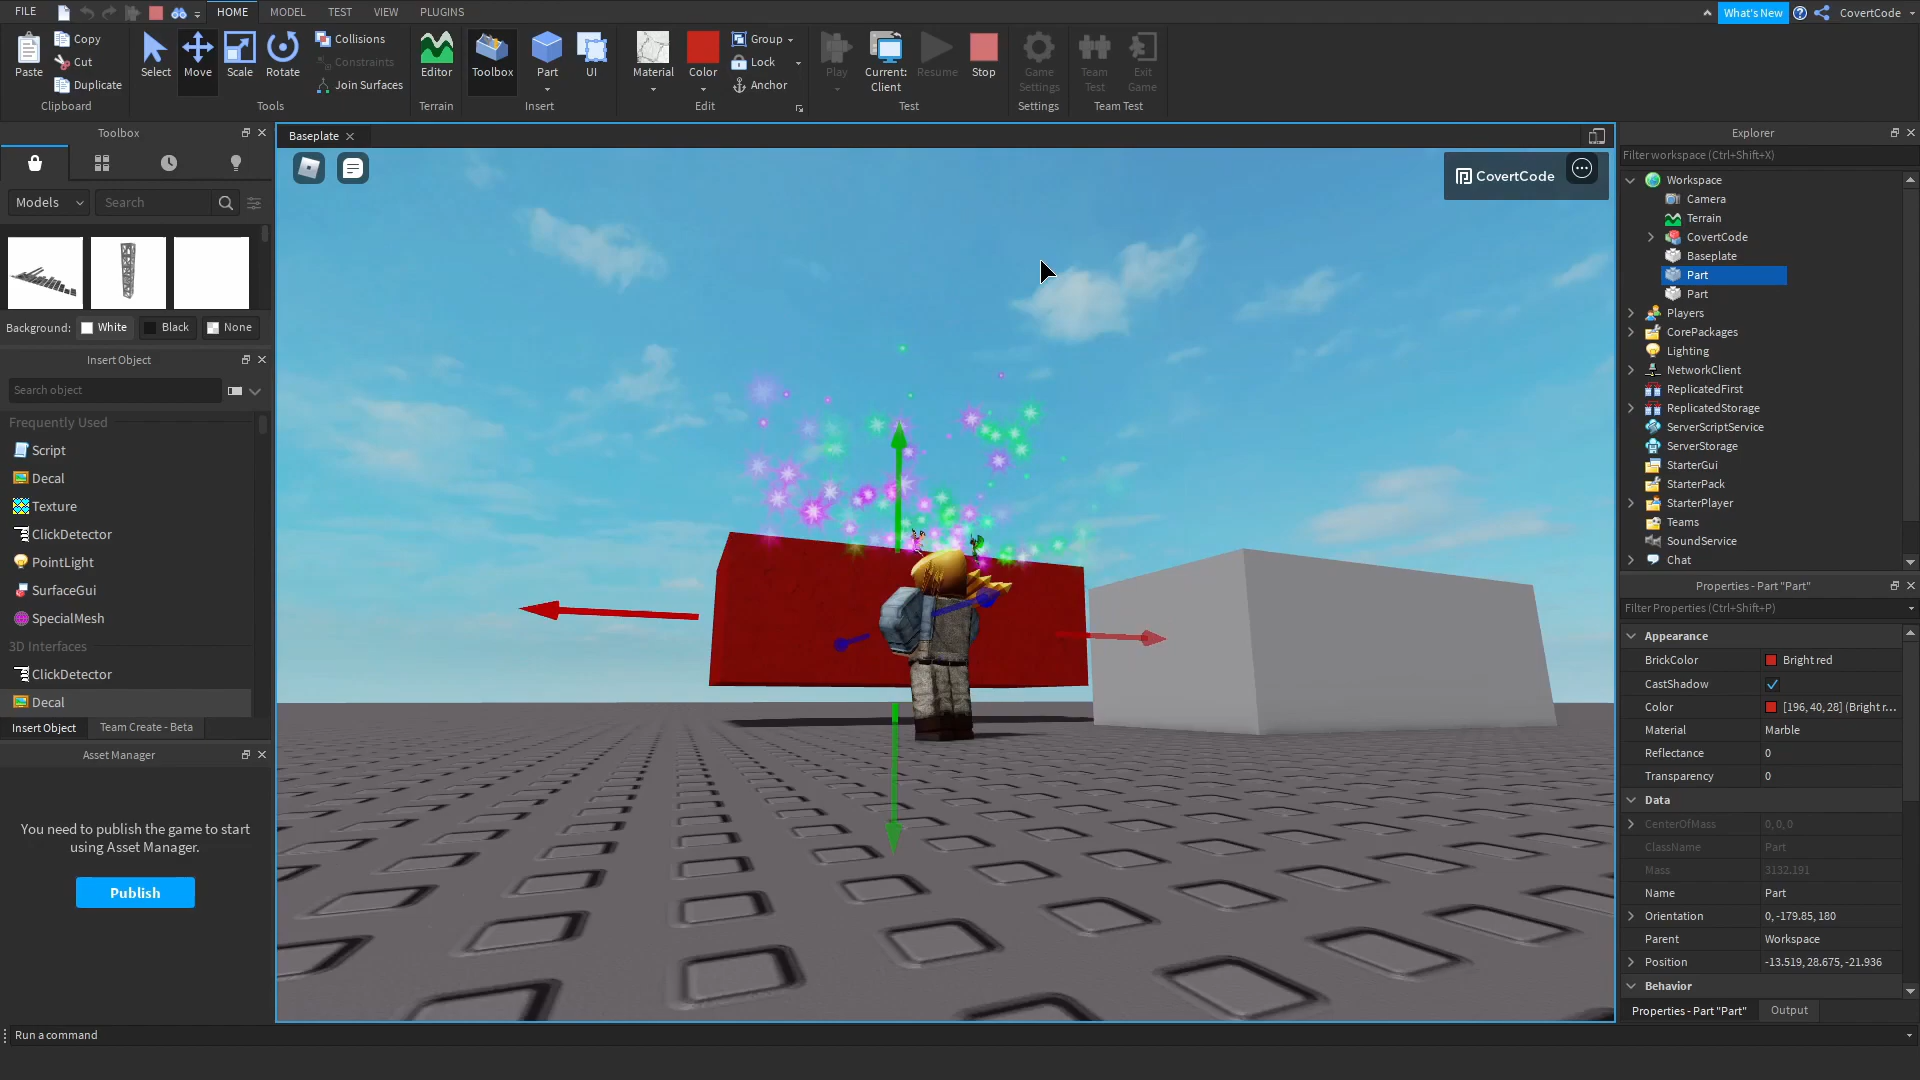 FILE
HOME
MODEL
TEST
VIEW
PLUGINS
What's New
CovertCode
Paste
Copy
Cut
Duplicate
Clipboard
Select
Move
Scale
Rotate
Collisions
Constraints
Join Surfaces
Tools
Editor
Terrain
Toolbox
Part
UI
Insert
Material
Color
Group
Lock
Anchor
Edit
Play
Current:
Client
Resume
Stop
Test
Game
Settings
Settings
Team
Test
Exit
Game
Team Test
Toolbox
Models
Search
Background:
White
Black
None
Insert Object
Search object
Frequently Used
Script
Decal
Texture
ClickDetector
PointLight
SurfaceGui
SpecialMesh
3D Interfaces
ClickDetector
Decal
Insert Object
Team Create - Beta
Asset Manager
You need to publish the game to start
using Asset Manager.
Publish
Run a command
Baseplate
CovertCode
Explorer
Filter workspace (Ctrl+Shift+X)
Workspace
Camera
Terrain
CovertCode
Baseplate
Part
Part
Players
CorePackages
Lighting
NetworkClient
ReplicatedFirst
ReplicatedStorage
ServerScriptService
ServerStorage
StarterGui
StarterPack
StarterPlayer
Teams
SoundService
Chat
Properties - Part "Part"
Filter Properties (Ctrl+Shift+P)
Appearance
BrickColor Bright red
CastShadow
Color [196, 40, 28] (Bright r...
Material Marble
Reflectance 0
Transparency 0
Data
CenterOfMass 0, 0, 0
ClassName Part
Mass 3132.191
Name Part
Orientation 0, -179.85, 180
Parent Workspace
Position -13.519, 28.675, -21.936
Behavior
Properties - Part "Part"
Output